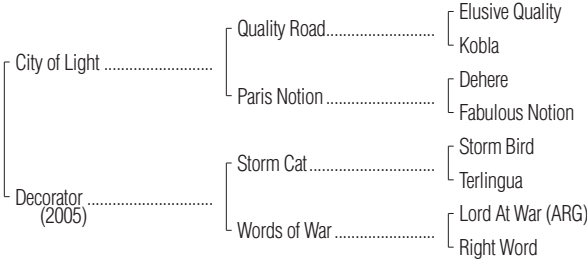 Elusive Quality
Quality Road
Kobla
City of Light
Dehere
Paris Notion
Fabulous Notion
Storm Bird
Storm Cat
Terlingua
Decorator
(2005)
Lord At War (ARG)
Words of War
Right Word